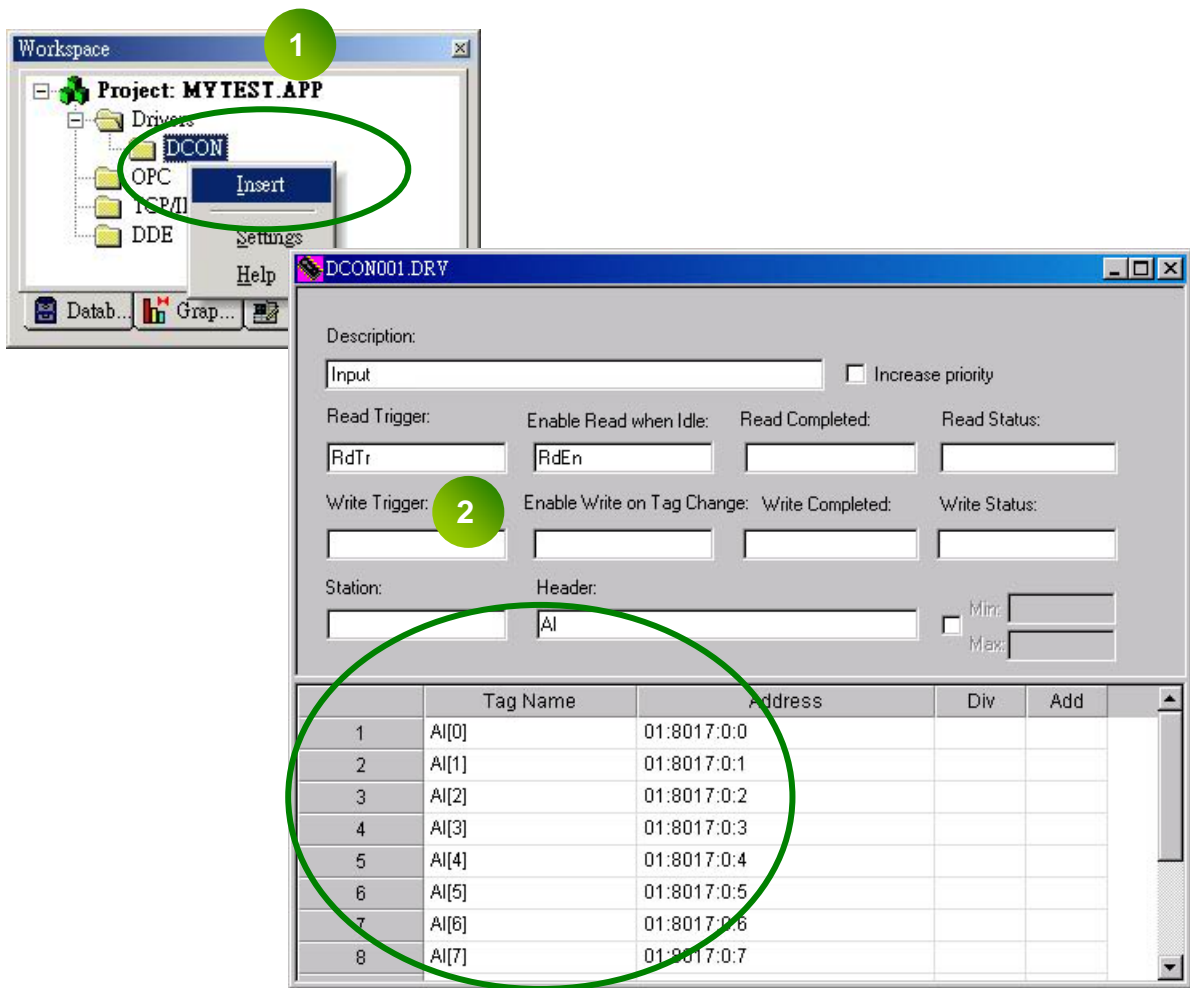 1
Workspace
Project: MYTEST.APP
Drivers
DCON
OPC
Insert
DDE
Settings
Help
Datab...
Grap...
DCON001.DRV
Description:
Input
Increase priority
Read Trigger: Enable Read when Idle: Read Completed: Read Status:
RdTr RdEn
Write Trigger: 2 Enable Write on Tag Change: Write Completed: Write Status:
Station: Header:
AI
Min:
Max:
Tag Name Address Div Add
1 AI[0] 01:8017:0:0
2 AI[1] 01:8017:0:1
3 AI[2] 01:8017:0:2
4 AI[3] 01:8017:0:3
5 AI[4] 01:8017:0:4
6 AI[5] 01:8017:0:5
7 AI[6] 01:8017:0:6
8 AI[7] 01:8017:0:7